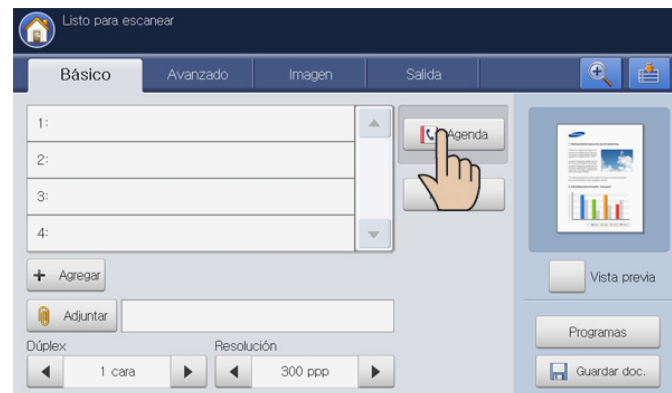 Listo para escanear
Básico
Avanzado
Imagen
Salida
1:
2:
3:
4:
Agenda
+ Agregar
Adjuntar
Vista previa
Dúplex
Resolución
1 cara
300 ppp
Programas
Guardar doc.